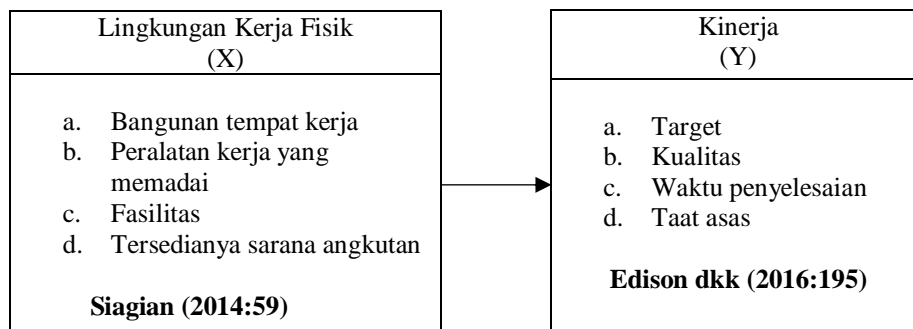 Lingkungan Kerja Fisik
(X)
a. Bangunan tempat kerja
b. Peralatan kerja yang
memadai
c. Fasilitas
d. Tersedianya sarana angkutan
Siagian (2014:59)
Kinerja
(Y)
a. Target
b. Kualitas
c. Waktu penyelesaian
d. Taat asas
Edison dkk (2016:195)